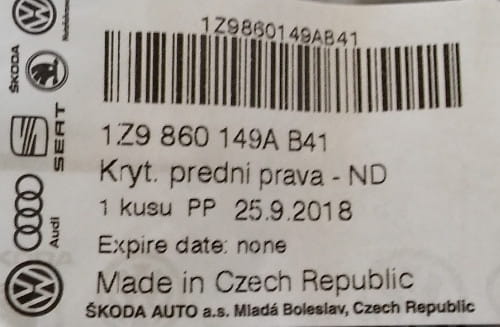 1Z9860149AB41
1Z9 860 149A B41
Kryt. predni prava - ND
1 kusu PP 25.9.2018
Expire date: none
Made in Czech Republic
ŠKODA AUTO a.s. Mladá Boleslav, Czech Republic
ŠKODA
SEAT
Audi